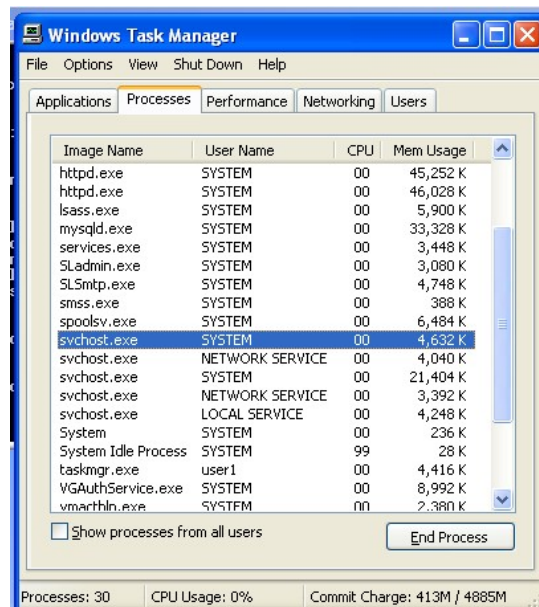 Windows Task Manager
File Options View Shut Down Help
Applications Processes Performance Networking Users
Image Name User Name CPU Mem Usage
httpd.exe SYSTEM 00 45,252 K
httpd.exe SYSTEM 00 46,028 K
lsass.exe SYSTEM 00 5,900 K
mysqld.exe SYSTEM 00 33,328 K
services.exe SYSTEM 00 3,448 K
SLadmin.exe SYSTEM 00 3,080 K
SLSmtp.exe SYSTEM 00 4,748 K
smss.exe SYSTEM 00 388 K
spoolsv.exe SYSTEM 00 6,484 K
svchost.exe SYSTEM 00 4,632 K
svchost.exe NETWORK SERVICE 00 4,040 K
svchost.exe SYSTEM 00 21,404 K
svchost.exe NETWORK SERVICE 00 3,392 K
svchost.exe LOCAL SERVICE 00 4,248 K
System SYSTEM 00 236 K
System Idle Process SYSTEM 99 28 K
taskmgr.exe user1 00 4,416 K
VGAuthService.exe SYSTEM 00 8,992 K
vmacthlp.exe SYSTEM 00 2,380 K
Show processes from all users End Process
Processes: 30 CPU Usage: 0% Commit Charge: 413M / 4885M